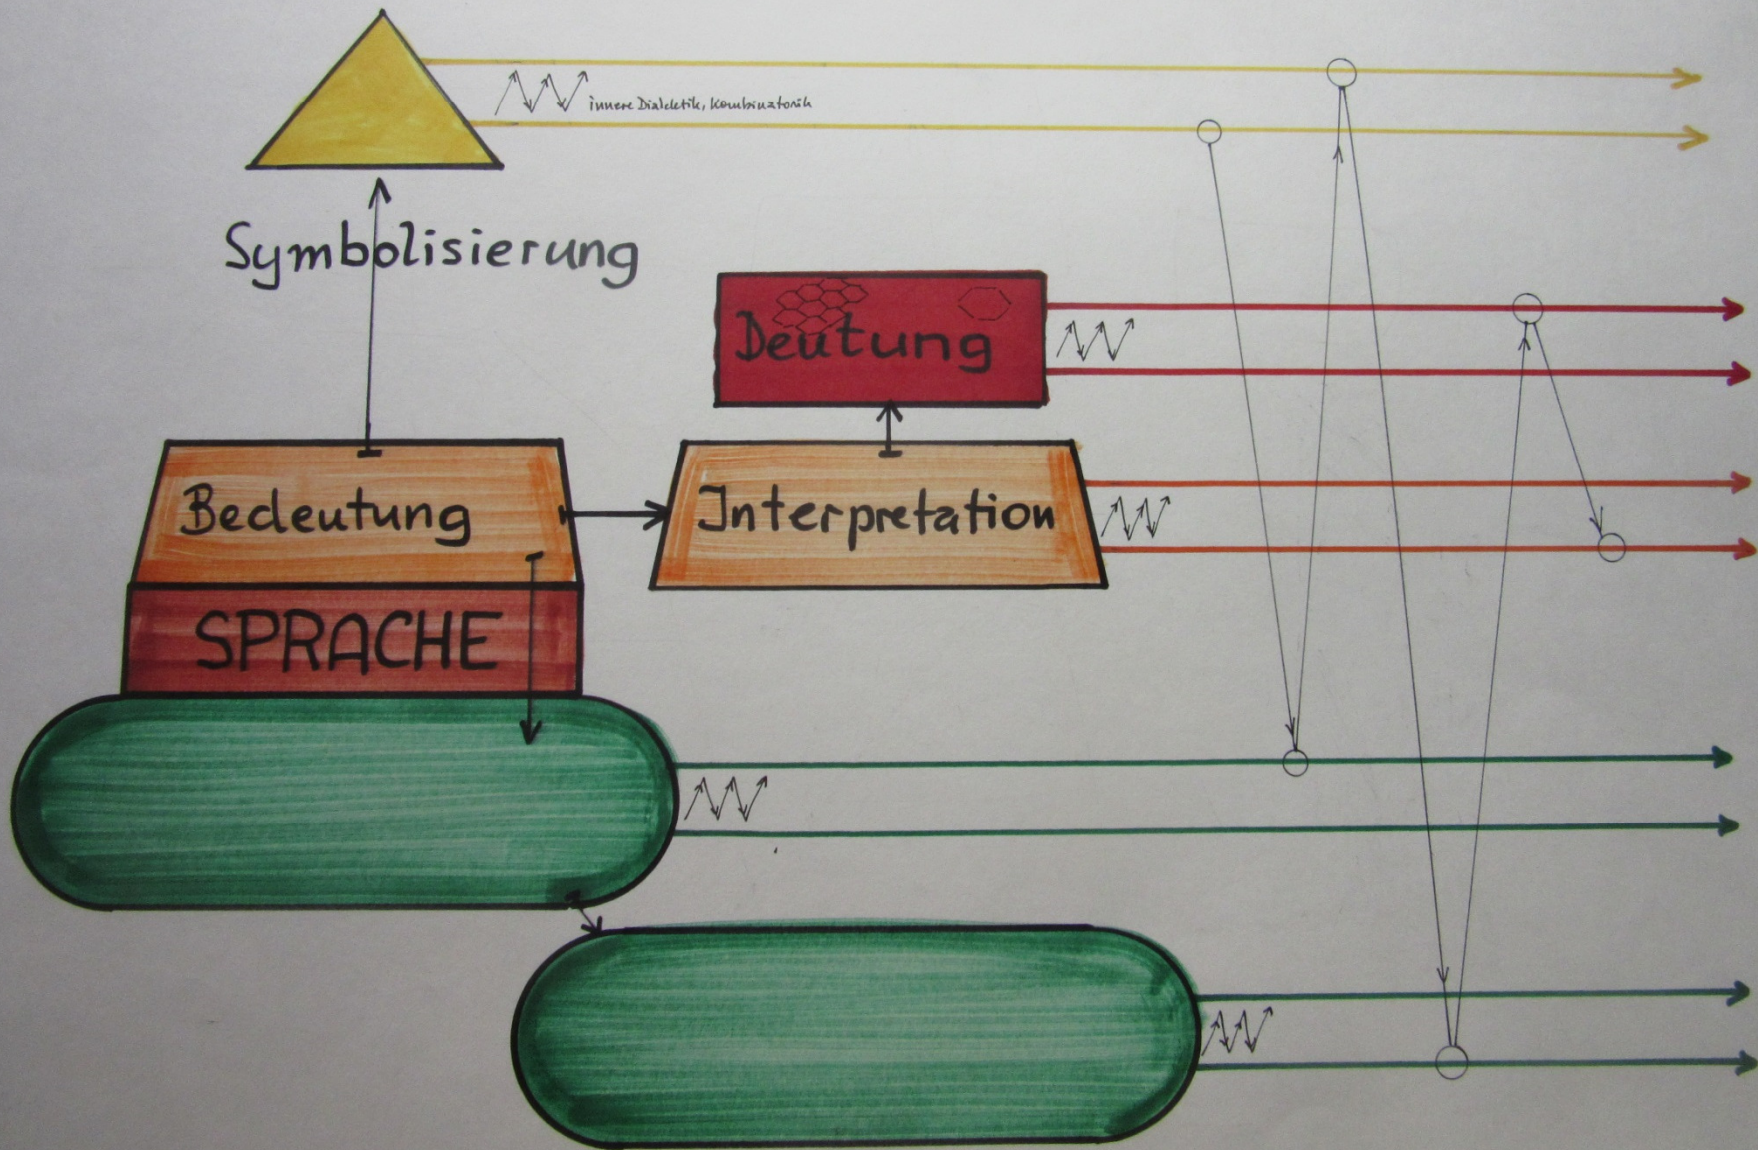 innere Dialektik, Kombinatorik
Symbolisierung
Deutung
Bedeutung
Interpretation
SPRACHE